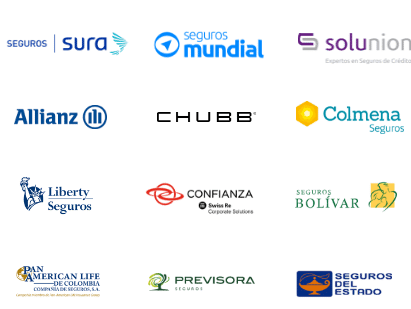 SEGUROS sura
seguros
mundial
solunion
Expertos en Seguros de Crédito
Allianz
CHUBB®
Colmena
Seguros
Liberty
Seguros
CONFIANZA
Swiss Re
Corporate Solutions
SEGUROS
BOLÍVAR
PAN
AMERICAN LIFE
DE COLOMBIA
COMPAÑÍA DE SEGUROS, S.A.
PREVISORA
SEGUROS
SEGUROS
DEL
ESTADO